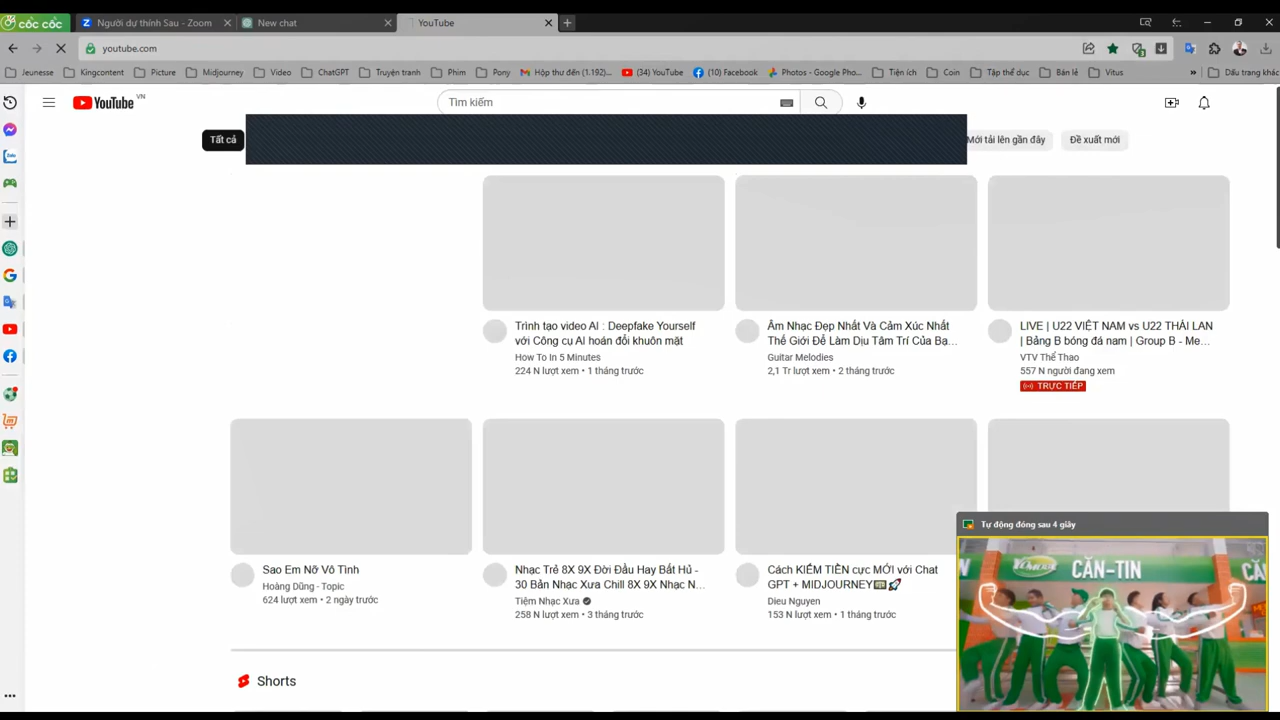 cốc cốc
Người dự thính Sau - Zoom
New chat
YouTube
youtube.com
Jeunesse
Kingcontent
Picture
Midjourney
Video
ChatGPT
Truyện tranh
Phim
Pony
Hộp thư đến (1.192)...
(34) YouTube
(10) Facebook
Photos - Google Pho...
Tiện ích
Coin
Tập thể dục
Bán lẻ
Vitus
»
Dấu trang khác
YouTube VN
Tìm kiếm
Tất cả
Mới tải lên gần đây
Đề xuất mới
Trình tạo video AI : Deepfake Yourself
với Công cụ AI hoán đổi khuôn mặt
How To In 5 Minutes
224 N lượt xem • 1 tháng trước
Âm Nhạc Đẹp Nhất Và Cảm Xúc Nhất
Thế Giới Để Làm Dịu Tâm Trí Của Bạ...
Guitar Melodies
2,1 Tr lượt xem • 2 tháng trước
LIVE | U22 VIỆT NAM vs U22 THÁI LAN
| Bảng B bóng đá nam | Group B - Me...
VTV Thể Thao
557 N người đang xem
TRỰC TIẾP
Sao Em Nỡ Vô Tình
Hoàng Dũng - Topic
624 lượt xem • 2 ngày trước
Nhạc Trẻ 8X 9X Đời Đầu Hay Bất Hủ -
30 Bản Nhạc Xưa Chill 8X 9X Nhạc N...
Tiệm Nhạc Xưa
258 N lượt xem • 3 tháng trước
Cách KIẾM TIỀN cực MỚI với Chat
GPT + MIDJOURNEY
Dieu Nguyen
153 N lượt xem • 1 tháng trước
Tự động đóng sau 4 giây
CĂN-TIN
Shorts